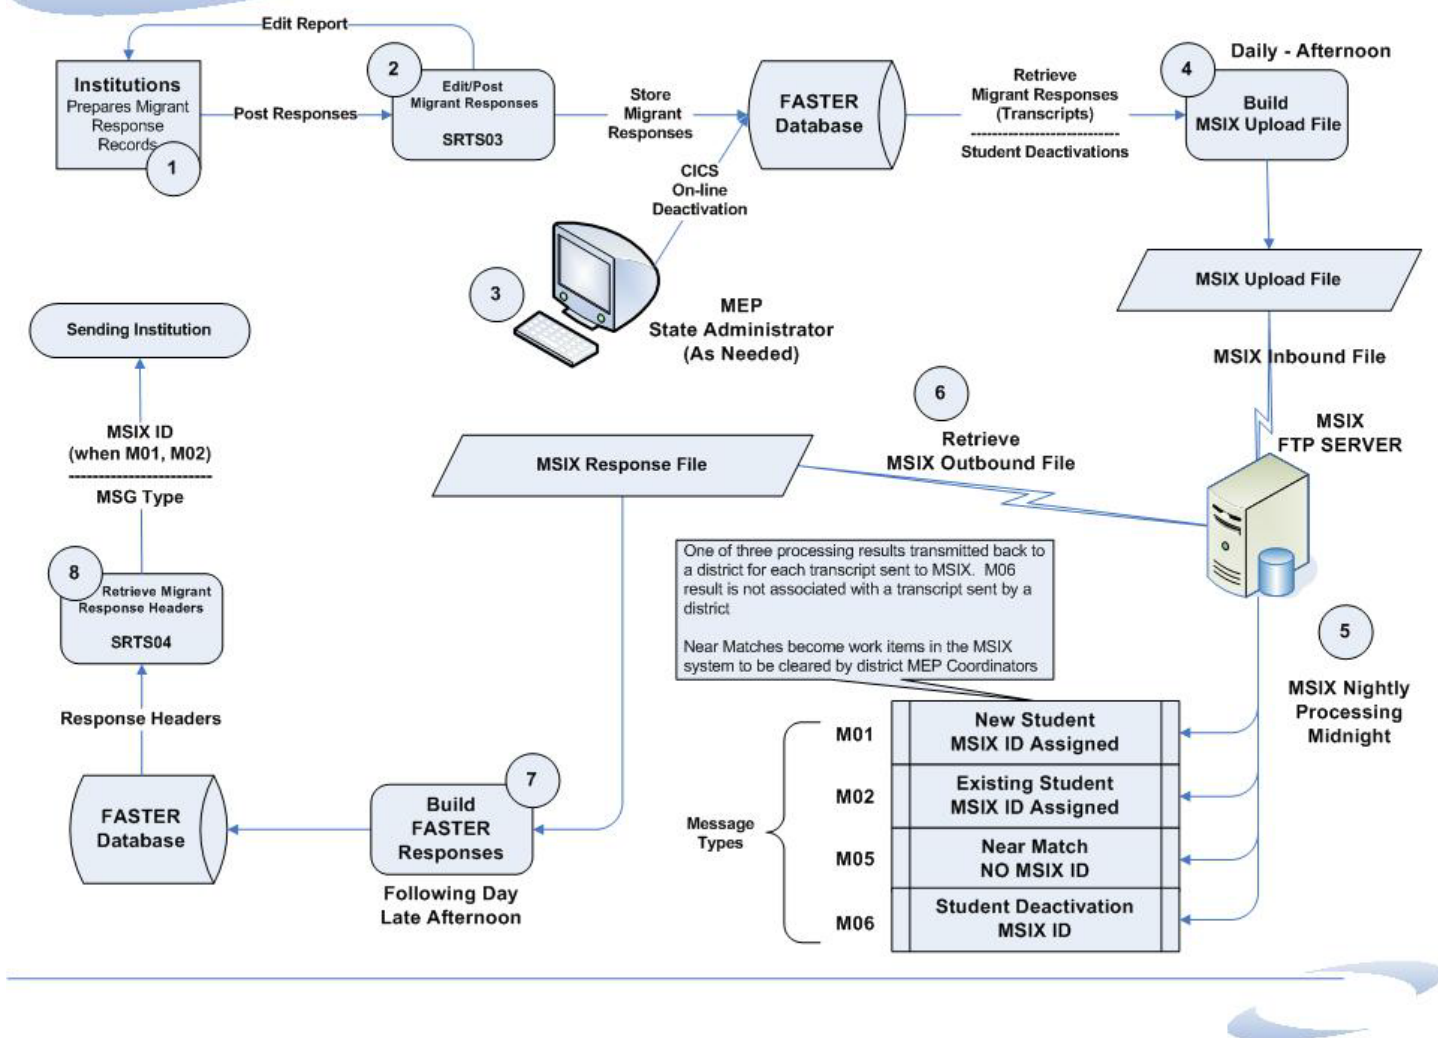 Edit Report
Institutions
Prepares Migrant
Response
Records
1
Post Responses
2
Edit/Post
Migrant Responses
SRTS03
Store
Migrant
Responses
FASTER
Database
Retrieve
Migrant Responses
(Transcripts)
Student Deactivations
4
Daily - Afternoon
Build
MSIX Upload File
CICS
On-line
Deactivation
3
MEP
State Administrator
(As Needed)
MSIX Upload File
MSIX Inbound File
MSIX
FTP SERVER
6
Retrieve
MSIX Outbound File
MSIX Response File
Sending Institution
MSIX ID
(when M01, M02)
MSG Type
8
Retrieve Migrant
Response Headers
SRTS04
Response Headers
FASTER
Database
7
Build
FASTER
Responses
Following Day
Late Afternoon
One of three processing results transmitted back to
a district for each transcript sent to MSIX. M06
result is not associated with a transcript sent by a
district
Near Matches become work items in the MSIX
system to be cleared by district MEP Coordinators
5
MSIX Nightly
Processing
Midnight
Message
Types
M01
New Student
MSIX ID Assigned
M02
Existing Student
MSIX ID Assigned
M05
Near Match
NO MSIX ID
M06
Student Deactivation
MSIX ID